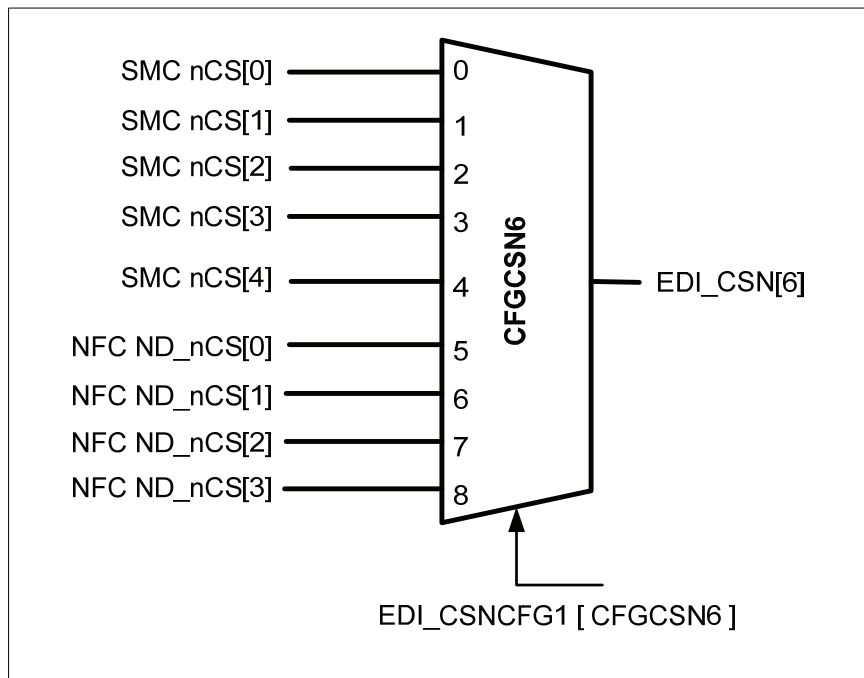 SMC nCS[0] 0
SMC nCS[1] 1
SMC nCS[2] 2
SMC nCS[3] 3
SMC nCS[4] 4
NFC ND_nCS[0] 5
NFC ND_nCS[1] 6
NFC ND_nCS[2] 7
NFC ND_nCS[3] 8
CFGCSN6
EDI_CSN[6]
EDI_CSNCFG1 [ CFGCSN6 ]